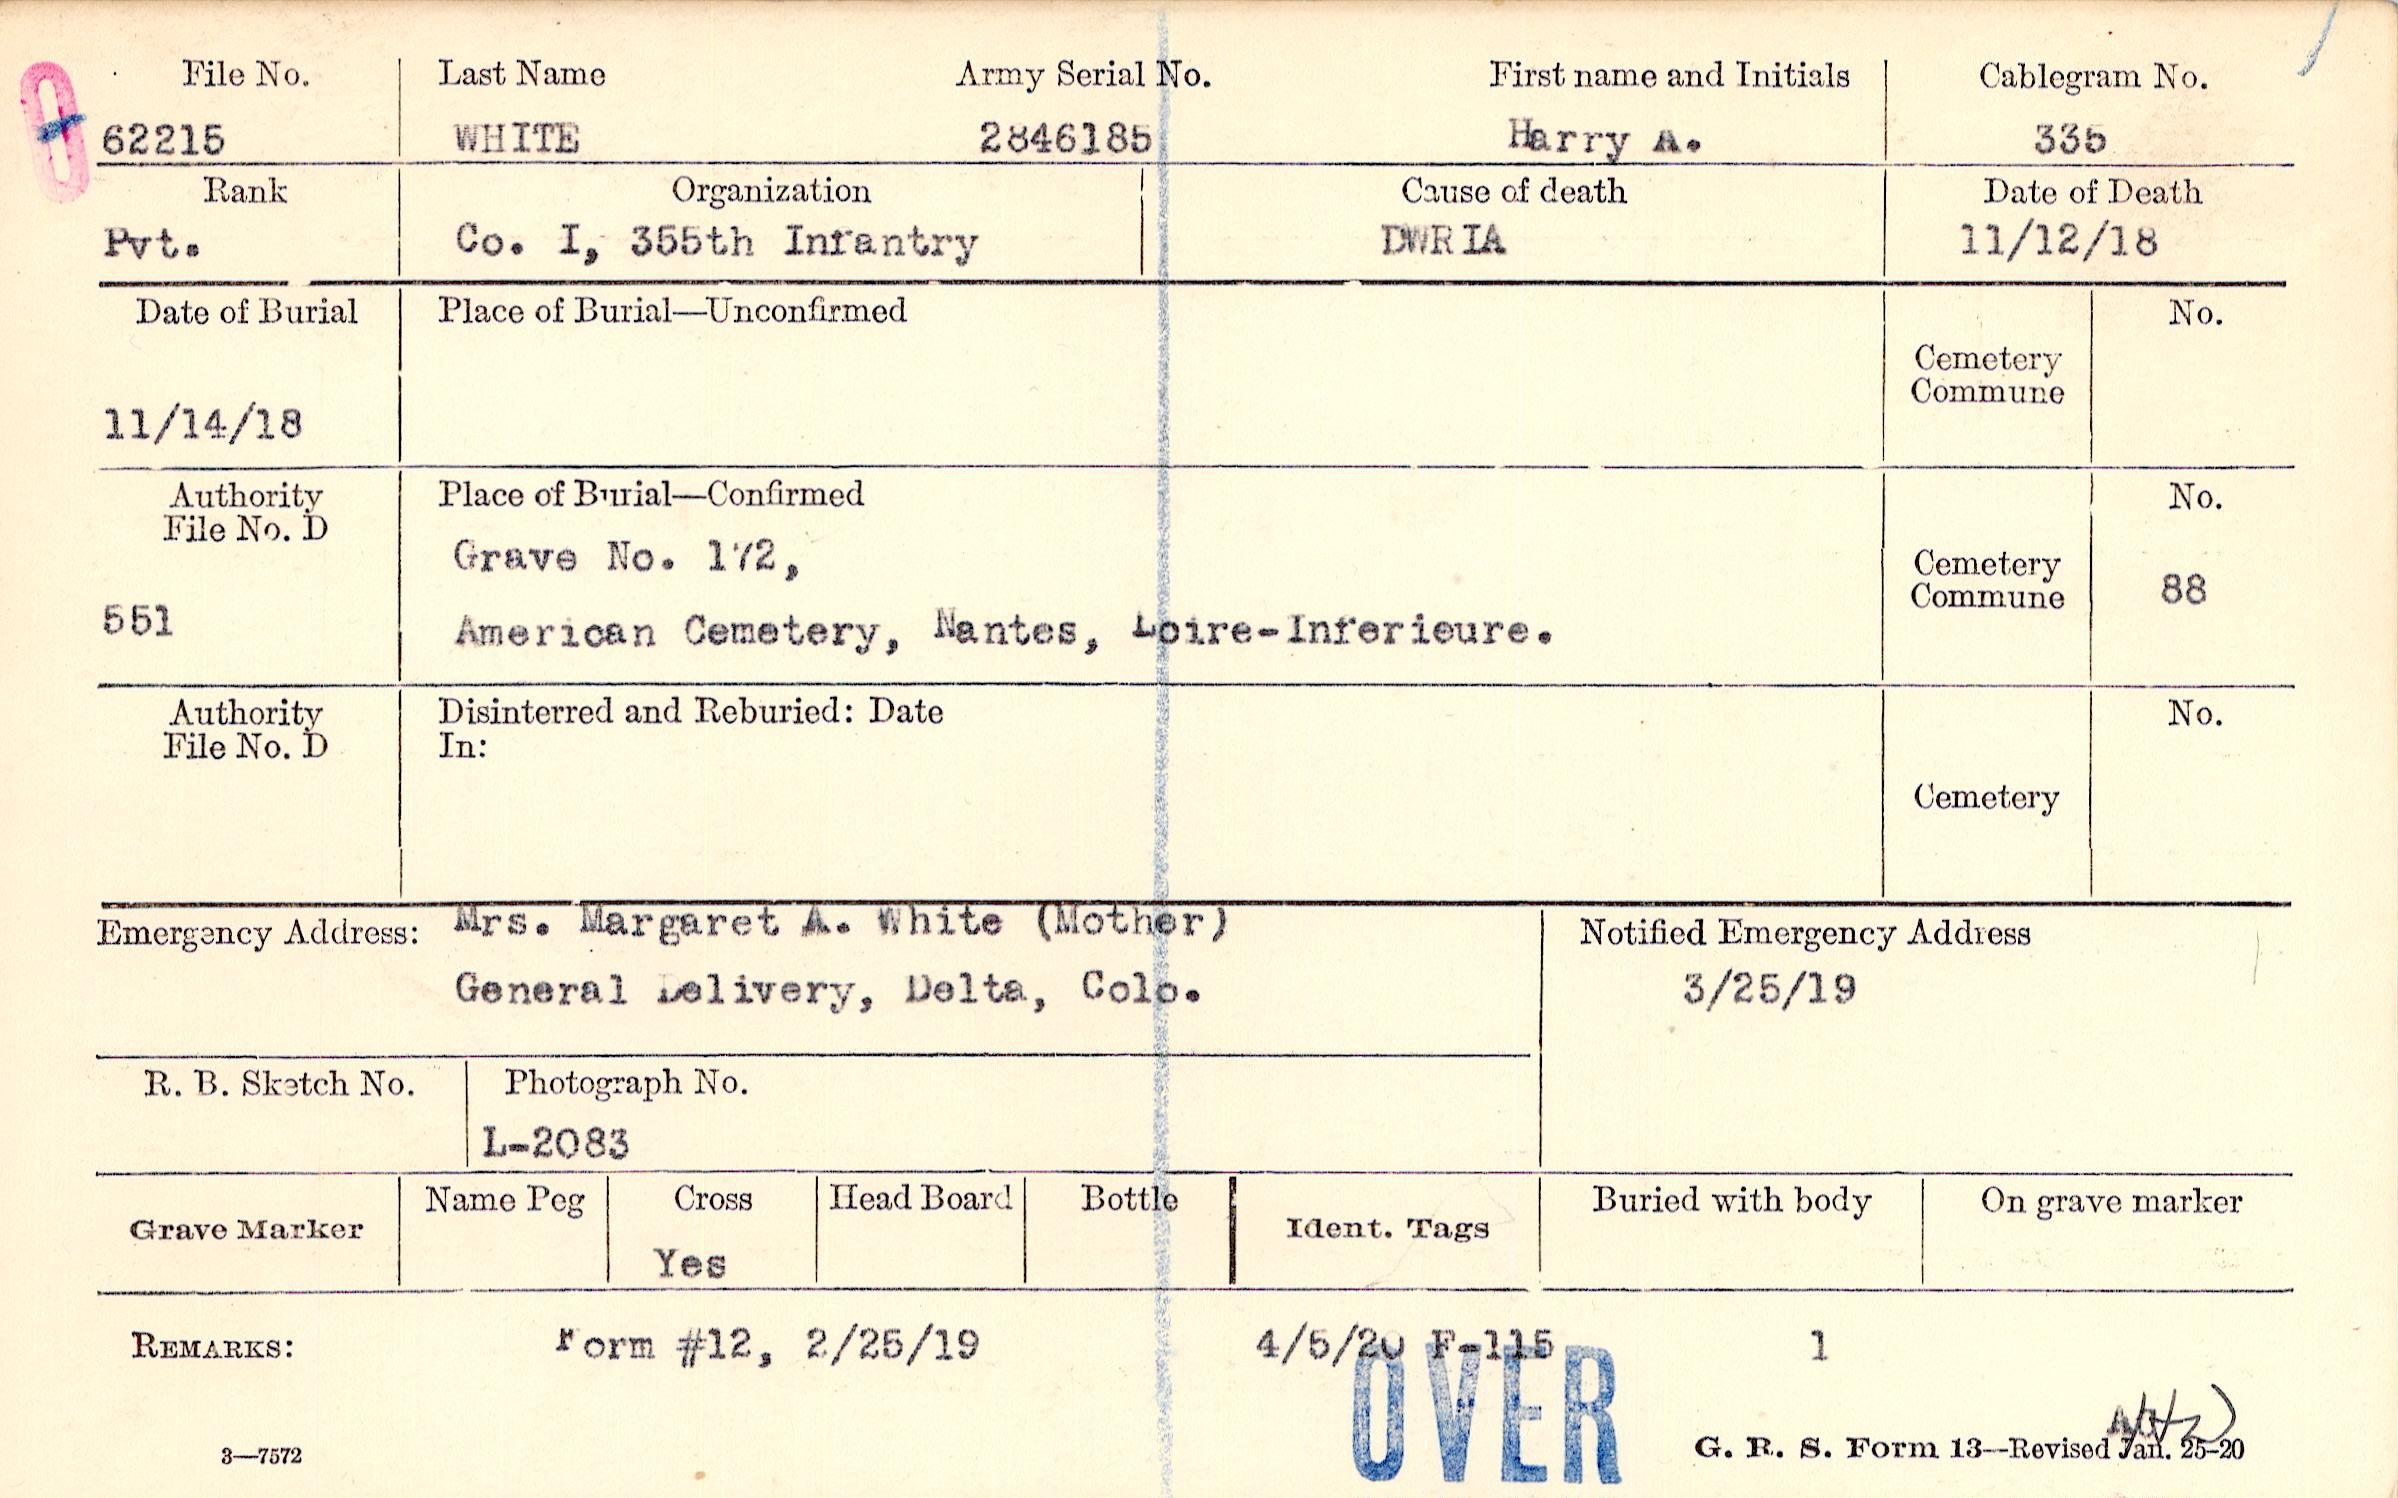 File No. Last Name Army Serial No. First name and Initials Cablegram No.
62215 WHITE 2846185 Harry A. 335
Rank Organization Cause of death Date of Death
Pvt. Co. I, 355th Infantry DWRIA 11/12/18
Date of Burial Place of Burial—Unconfirmed No.
Cemetery
Commune
11/14/18
Authority Place of Burial—Confirmed No.
File No. D
Grave No. 172,
Cemetery
Commune 88
551 American Cemetery, Nantes, Loire-Inferieure.
Authority Disinterred and Reburied: Date No.
File No. D In:
Cemetery
Emergency Address: Mrs. Margaret A. White (Mother) Notified Emergency Address
General Delivery, Delta, Colo. 3/25/19
R. B. Sketch No. Photograph No.
L-2083
Grave Marker Name Peg Cross Head Board Bottle Ident. Tags Buried with body On grave marker
Yes
REMARKS: Form #12, 2/25/19 4/5/20 F-115 1
OVER
3—7572 G. R. S. Form 13—Revised Jan. 25-20